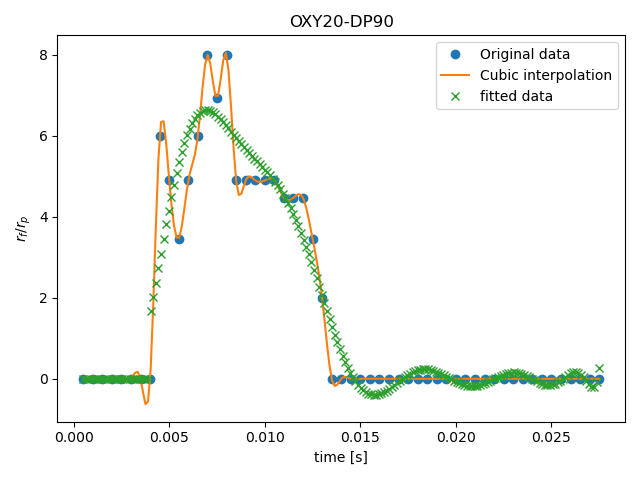 OXY20-DP90
Original data
Cubic interpolation
fitted data
8
6
4
2
0
r_f/r_p
0.000
0.005
0.010
0.015
0.020
0.025
time [s]